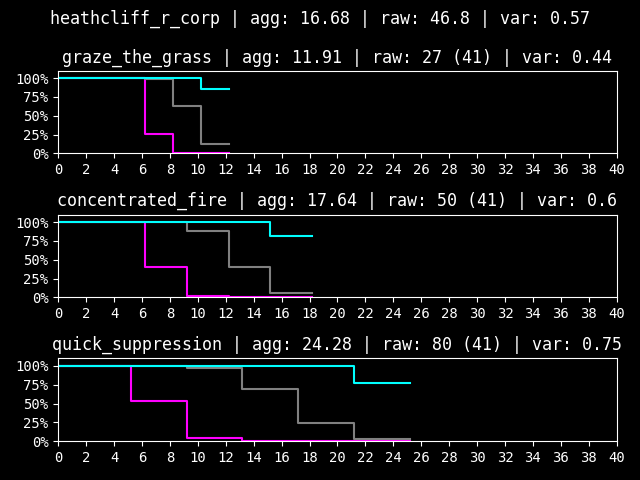 heathcliff_r_corp | agg: 16.68 | raw: 46.8 | var: 0.57
graze_the_grass | agg: 11.91 | raw: 27 (41) | var: 0.44
100%
75%
50%
25%
0%
0 2 4 6 8 10 12 14 16 18 20 22 24 26 28 30 32 34 36 38 40
concentrated_fire | agg: 17.64 | raw: 50 (41) | var: 0.6
100%
75%
50%
25%
0%
0 2 4 6 8 10 12 14 16 18 20 22 24 26 28 30 32 34 36 38 40
quick_suppression | agg: 24.28 | raw: 80 (41) | var: 0.75
100%
75%
50%
25%
0%
0 2 4 6 8 10 12 14 16 18 20 22 24 26 28 30 32 34 36 38 40